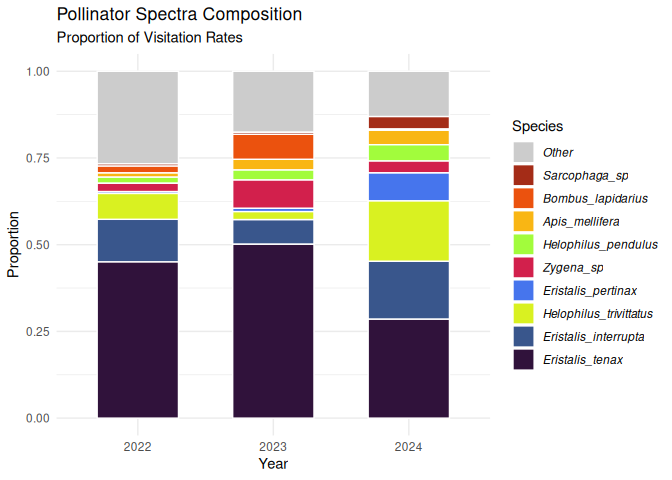 Pollinator Spectra Composition
Proportion of Visitation Rates
1.00
0.75
0.50
0.25
0.00
Proportion
2022
2023
2024
Year
Species
Other
Sarcophaga_sp
Bombus_lapidarius
Apis_mellifera
Helophilus_pendulus
Zygena_sp
Eristalis_pertinax
Helophilus_trivittatus
Eristalis_interrupta
Eristalis_tenax